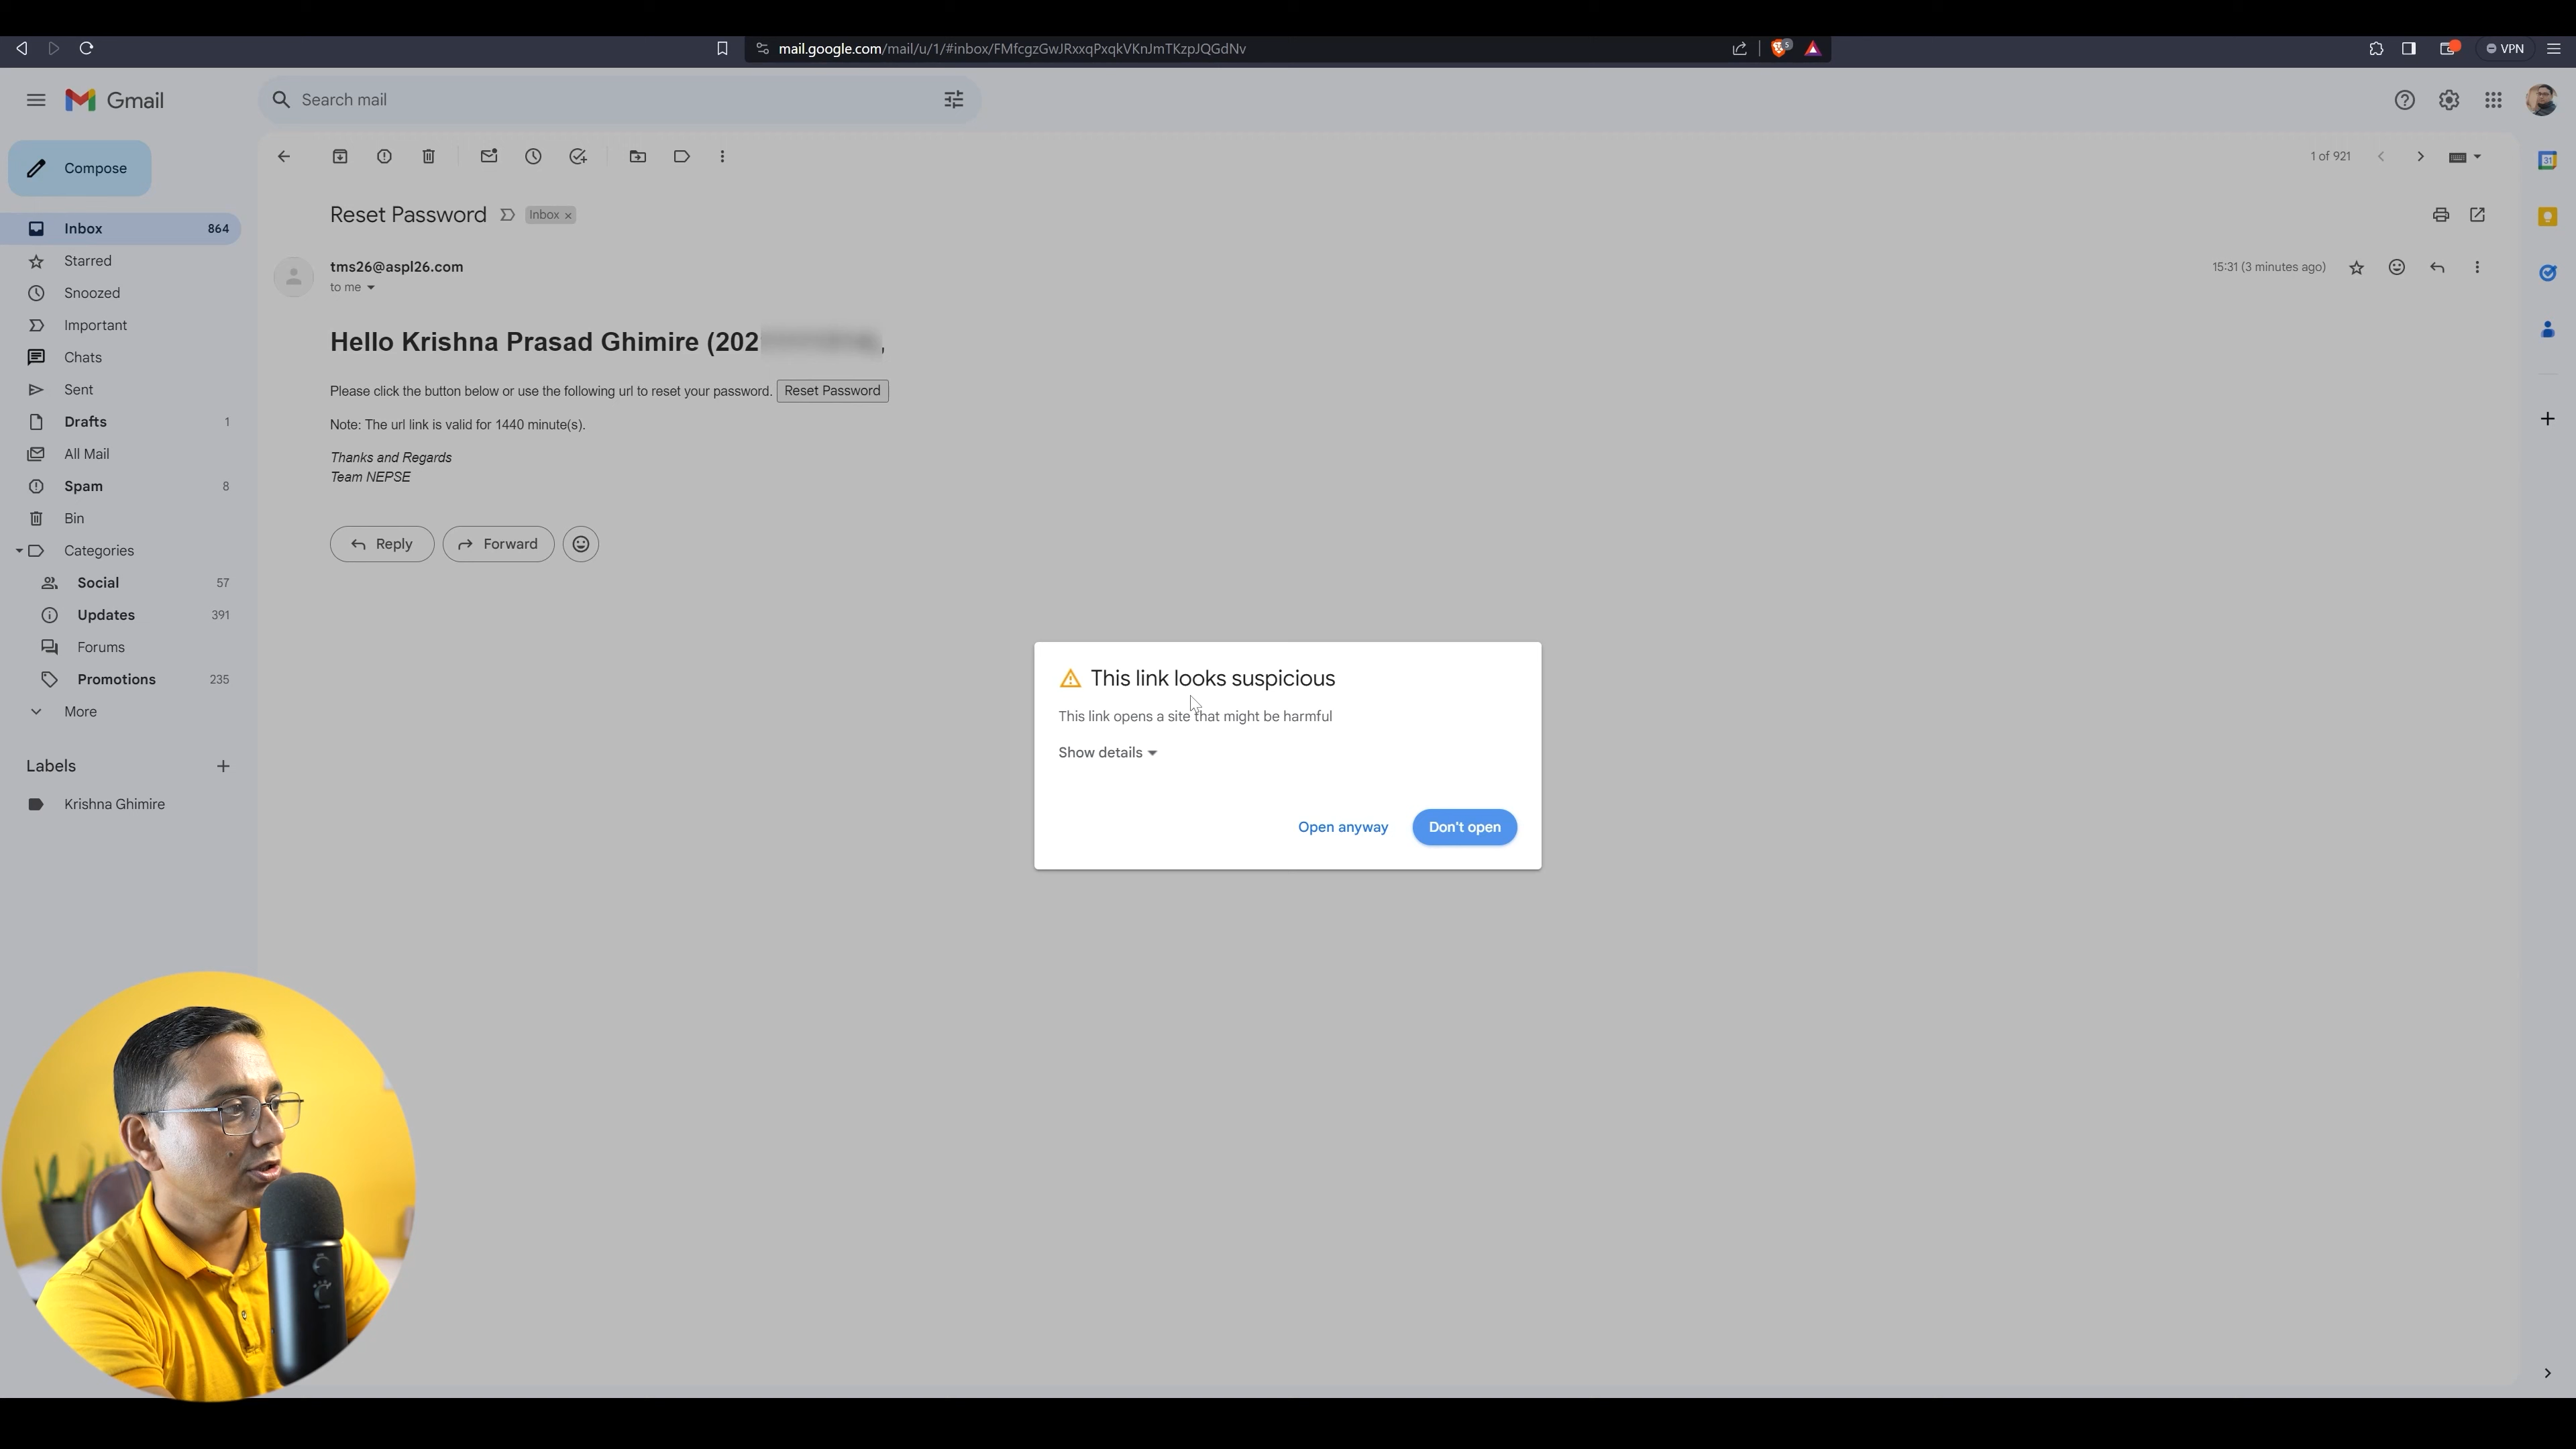 mail.google.com/mail/u/1/#inbox/FMfcgzGwJRxxqPxqkVKnJmTKzpJQGdNv
5
VPN
Gmail
Search mail
Compose
1 of 921
31
Reset Password
Inbox ×
Inbox 864
Starred
Snoozed
Important
Chats
Sent
Drafts 1
All Mail
Spam 8
Bin
Categories
Social 57
Updates 391
Forums
Promotions 235
More
Labels
Krishna Ghimire
tms26@aspl26.com
15:31 (3 minutes ago)
to me
Hello Krishna Prasad Ghimire (202 ,
Please click the button below or use the following url to reset your password. Reset Password
Note: The url link is valid for 1440 minute(s).
Thanks and Regards
Team NEPSE
Reply
Forward
This link looks suspicious
This link opens a site that might be harmful
Show details
Open anyway
Don't open